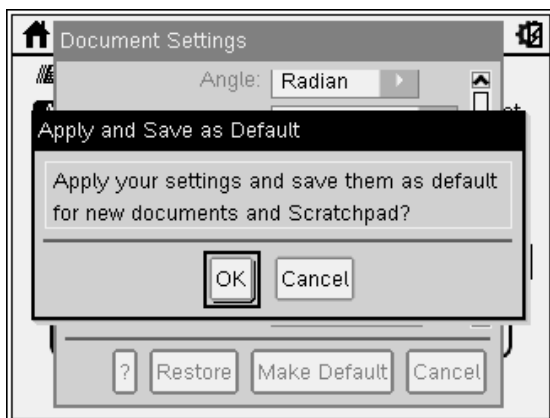 Document Settings
Angle: Radian
Apply and Save as Default
Apply your settings and save them as default
for new documents and Scratchpad?
OK Cancel
? Restore Make Default Cancel